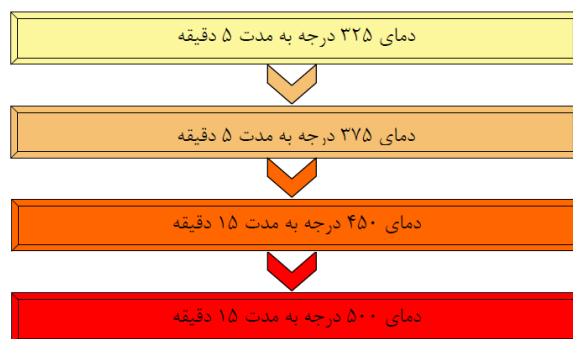 دمای ۳۲۵ درجه به مدت ۵ دقیقه
دمای ۳۷۵ درجه به مدت ۵ دقیقه
دمای ۴۵۰ درجه به مدت ۱۵ دقیقه
دمای ۵۰۰ درجه به مدت ۱۵ دقیقه